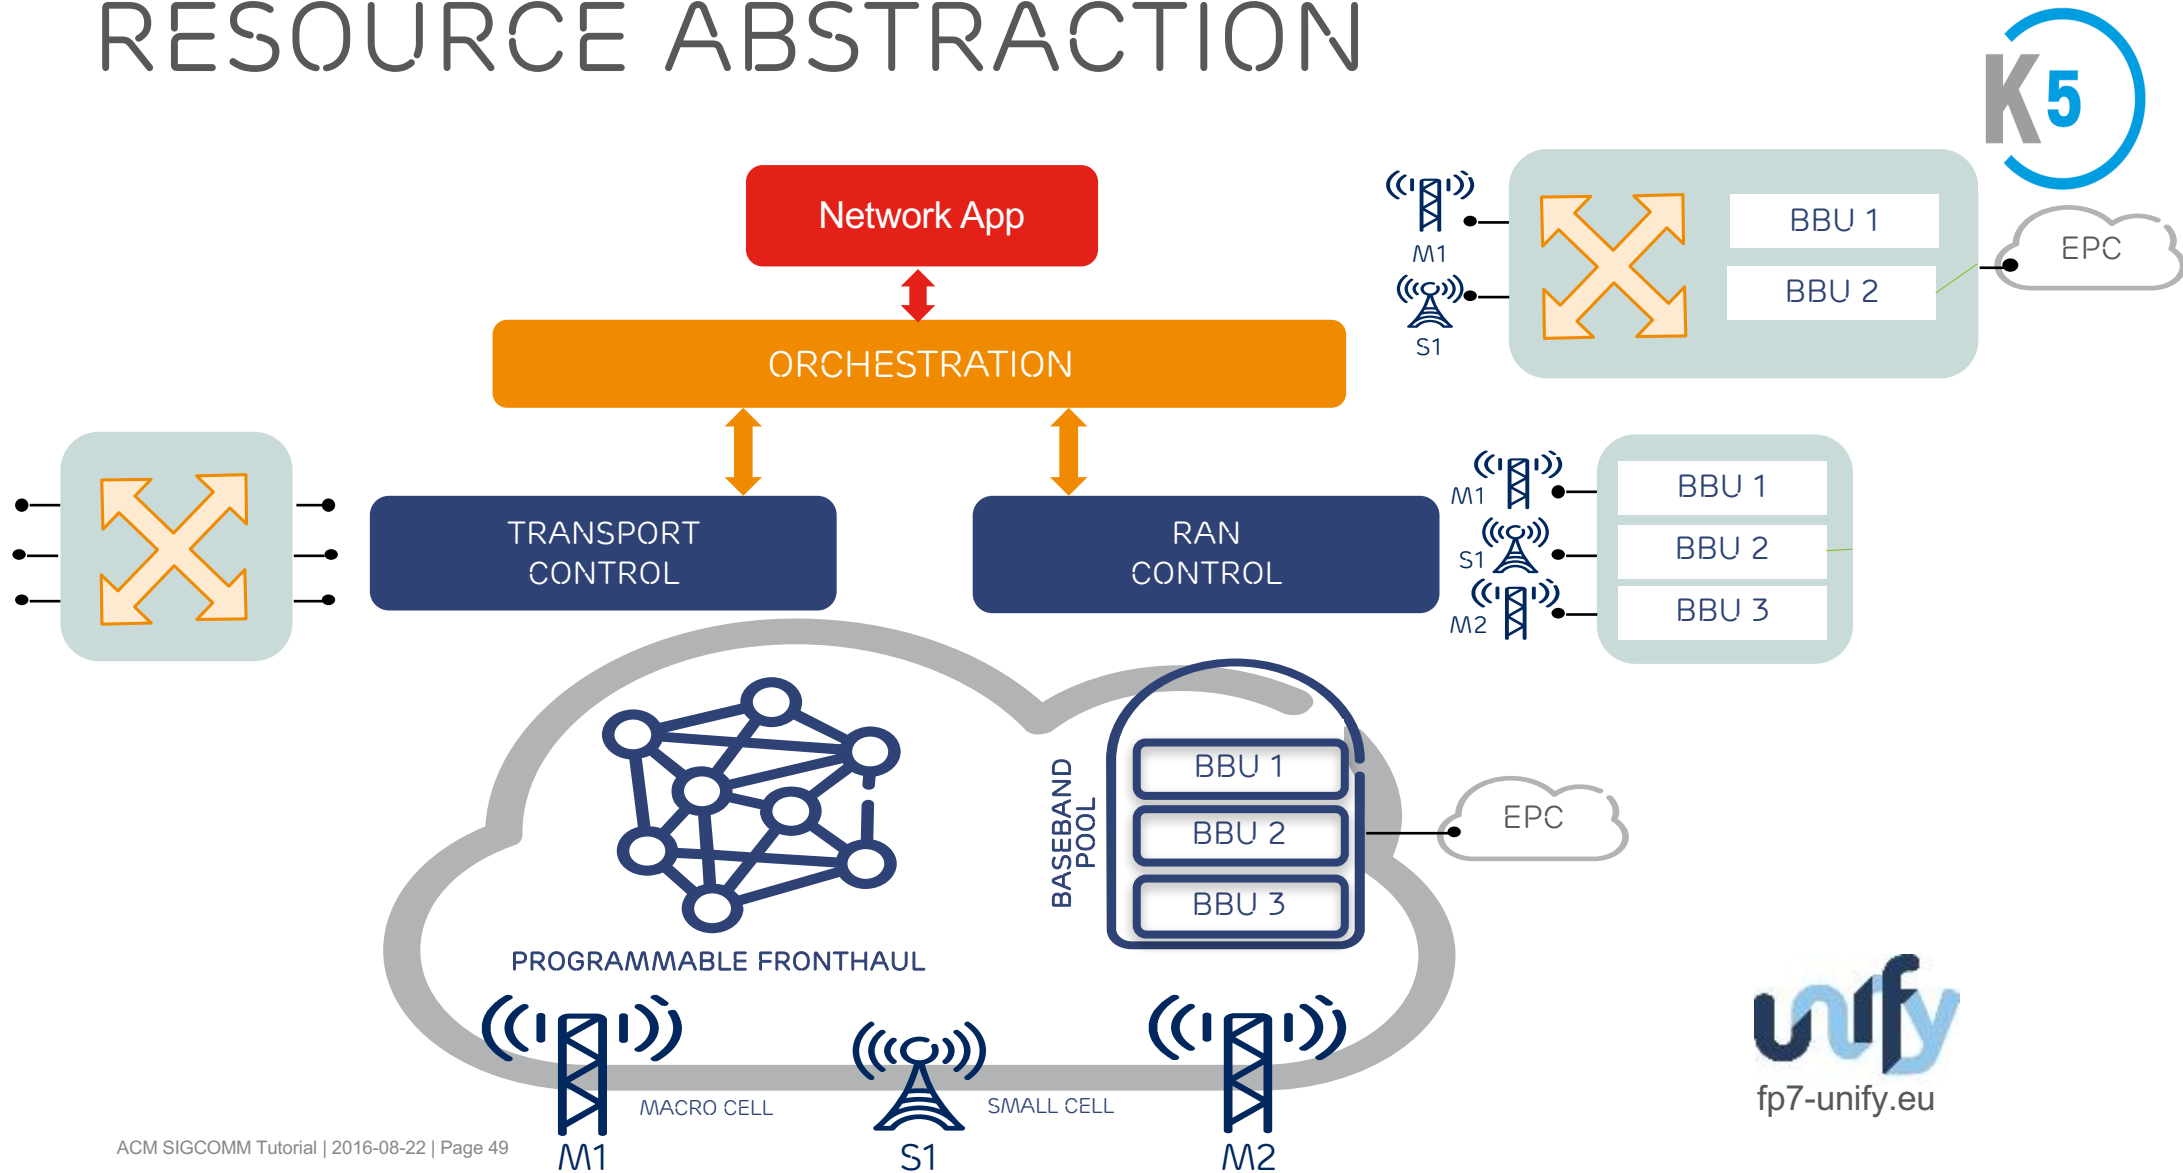 RESOURCE ABSTRACTION
K5
Network App
M1
BBU 1
BBU 2
EPC
S1
ORCHESTRATION
TRANSPORT
CONTROL
RAN
CONTROL
M1
BBU 1
S1
BBU 2
M2
BBU 3
BASEBAND
POOL
BBU 1
BBU 2
BBU 3
EPC
PROGRAMMABLE FRONTHAUL
MACRO CELL
SMALL CELL
M1
S1
M2
unify
fp7-unify.eu
ACM SIGCOMM Tutorial | 2016-08-22 | Page 49